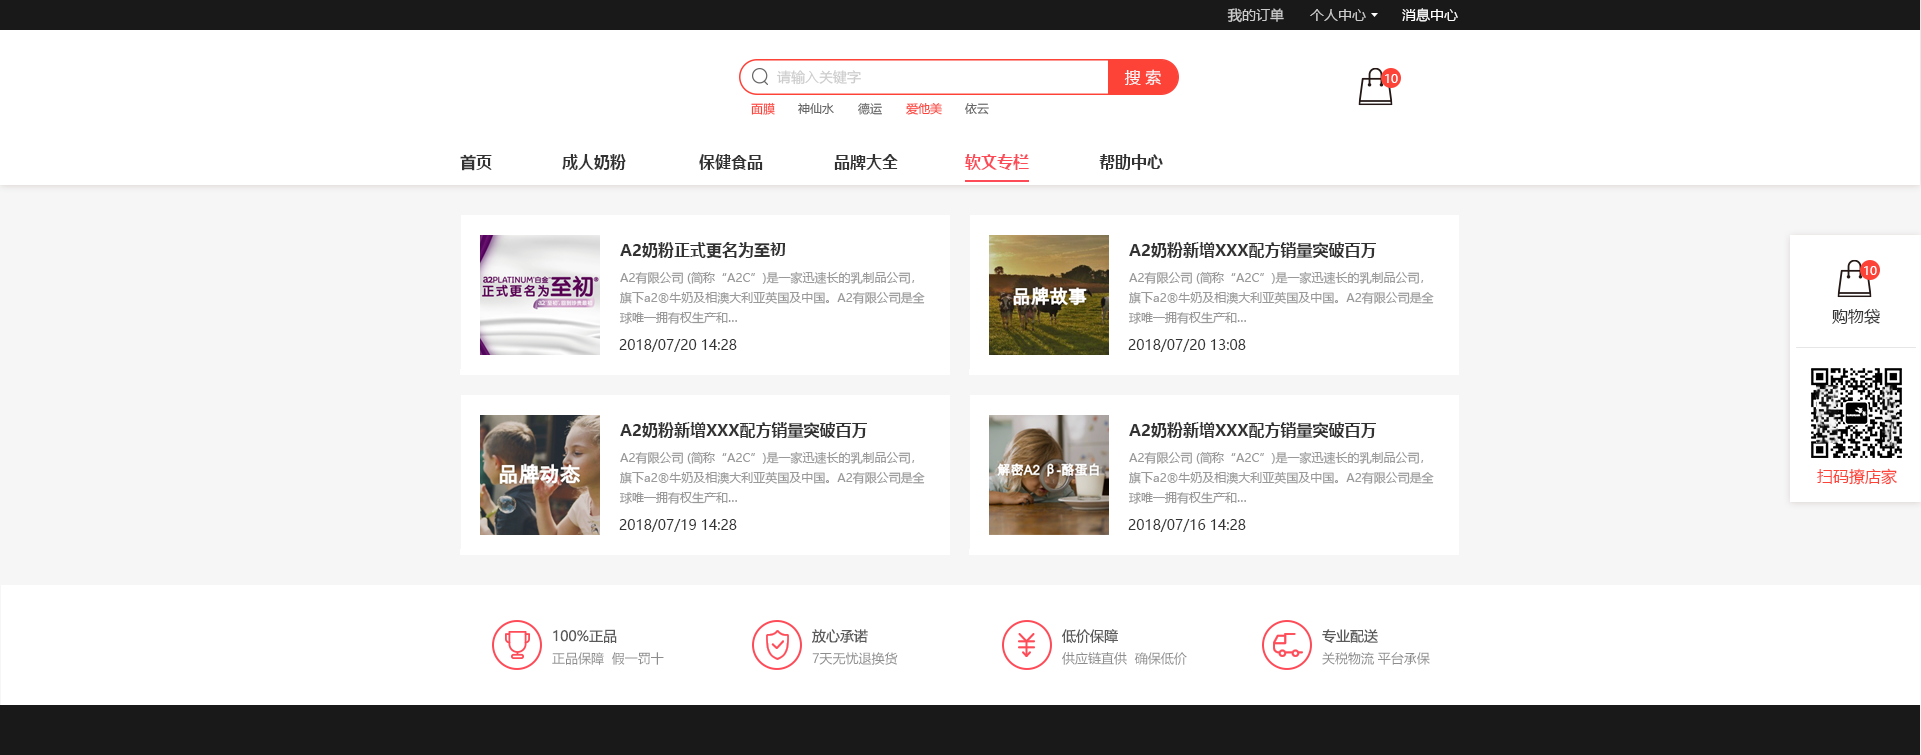 我的订单 个人中心 消息中心
请输入关键字 搜 索
10
面膜 神仙水 德运 爱他美 依云
首页 成人奶粉 保健食品 品牌大全 软文专栏 帮助中心
a2PLATINUM 白金
正式更名为至初
A2奶粉正式更名为至初
A2有限公司 (简称“A2C”)是一家迅速长的乳制品公司,
旗下a2®牛奶及相澳大利亚英国及中国。A2有限公司是全
球唯一拥有权生产和...
2018/07/20 14:28
品牌故事
A2奶粉新增XXX配方销量突破百万
A2有限公司 (简称“A2C”)是一家迅速长的乳制品公司,
旗下a2®牛奶及相澳大利亚英国及中国。A2有限公司是全
球唯一拥有权生产和...
2018/07/20 13:08
品牌动态
A2奶粉新增XXX配方销量突破百万
A2有限公司 (简称“A2C”)是一家迅速长的乳制品公司,
旗下a2®牛奶及相澳大利亚英国及中国。A2有限公司是全
球唯一拥有权生产和...
2018/07/19 14:28
解密A2 β-酪蛋白
A2奶粉新增XXX配方销量突破百万
A2有限公司 (简称“A2C”)是一家迅速长的乳制品公司,
旗下a2®牛奶及相澳大利亚英国及中国。A2有限公司是全
球唯一拥有权生产和...
2018/07/16 14:28
10
购物袋
扫码撩店家
100%正品
正品保障 假一罚十
放心承诺
7天无忧退换货
低价保障
供应链直供 确保低价
专业配送
关税物流 平台承保